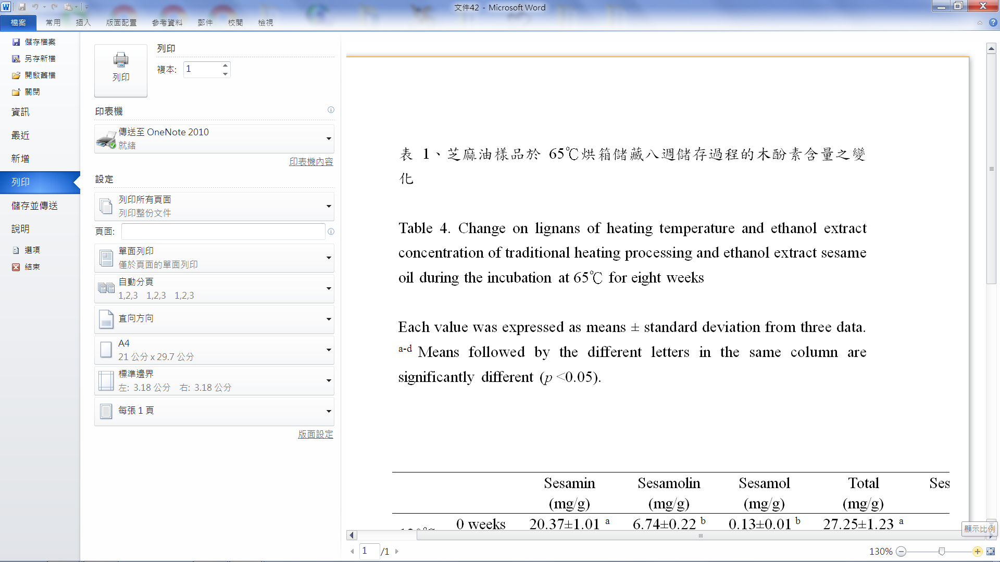 文件42 - Microsoft Word
檔案 常用 插入 版面配置 參考資料 郵件 校閱 檢視
儲存檔案
另存新檔
開啟舊檔
關閉
資訊
最近
新增
列印
儲存並傳送
說明
選項
結束
列印
列印
複本: 1
印表機
傳送至 OneNote 2010
就緒
印表機內容
設定
列印所有頁面
列印整份文件
頁面:
單面列印
僅於頁面的單面列印
自動分頁
1,2,3 1,2,3 1,2,3
直向方向
A4
21 公分 x 29.7 公分
標準邊界
左: 3.18 公分 右: 3.18 公分
每張 1 頁
版面設定
表 1、芝麻油樣品於 65℃烘箱儲藏八週儲存過程的木酚素含量之變
化
Table 4. Change on lignans of heating temperature and ethanol extract
concentration of traditional heating processing and ethanol extract sesame
oil during the incubation at 65℃ for eight weeks
Each value was expressed as means ± standard deviation from three data.
a-d Means followed by the different letters in the same column are
significantly different (p <0.05).
Sesamin Sesamolin Sesamol Total Ses
(mg/g) (mg/g) (mg/g) (mg/g)
0 weeks 20.37±1.01 a 6.74±0.22 b 0.13±0.01 b 27.25±1.23 a
顯示比例
1 /1
130%